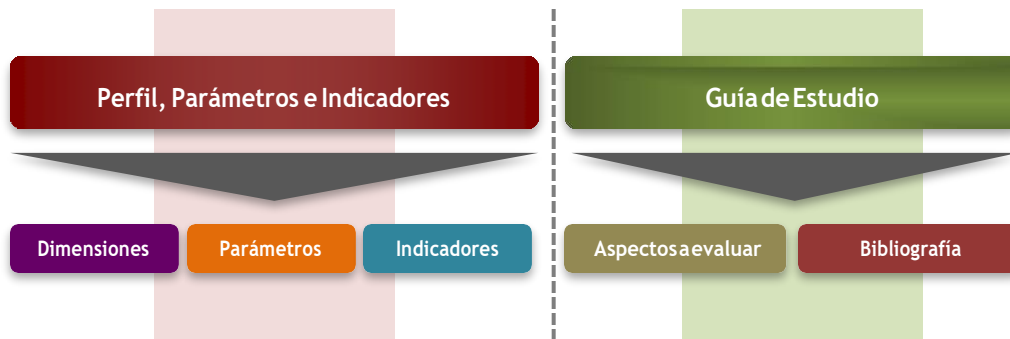 Perfil, Parámetros e Indicadores
Guía de Estudio
Dimensiones
Parámetros
Indicadores
Aspectos a evaluar
Bibliografía